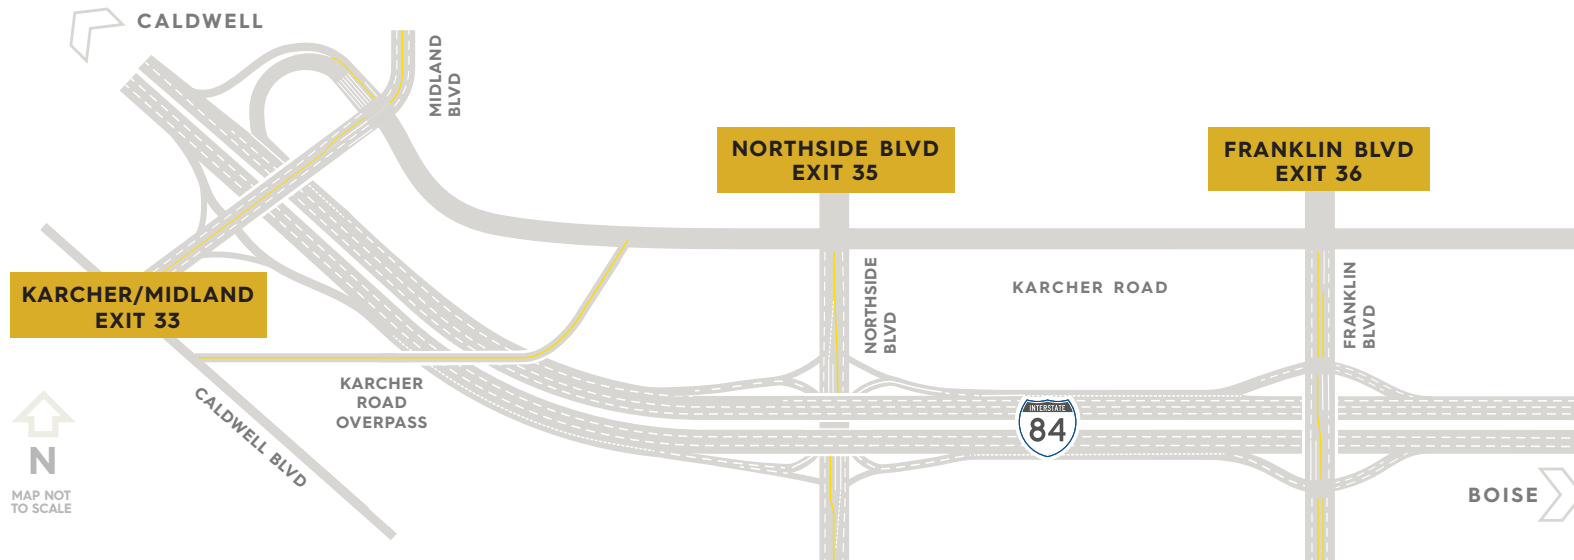 CALDWELL
MIDLAND
BLVD
NORTHSIDE BLVD
EXIT 35
FRANKLIN BLVD
EXIT 36
KARCHER/MIDLAND
EXIT 33
NORTHSIDE
BLVD
KARCHER ROAD
FRANKLIN
BLVD
KARCHER
ROAD
OVERPASS
CALDWELL BLVD
INTERSTATE
84
N
MAP NOT
TO SCALE
BOISE